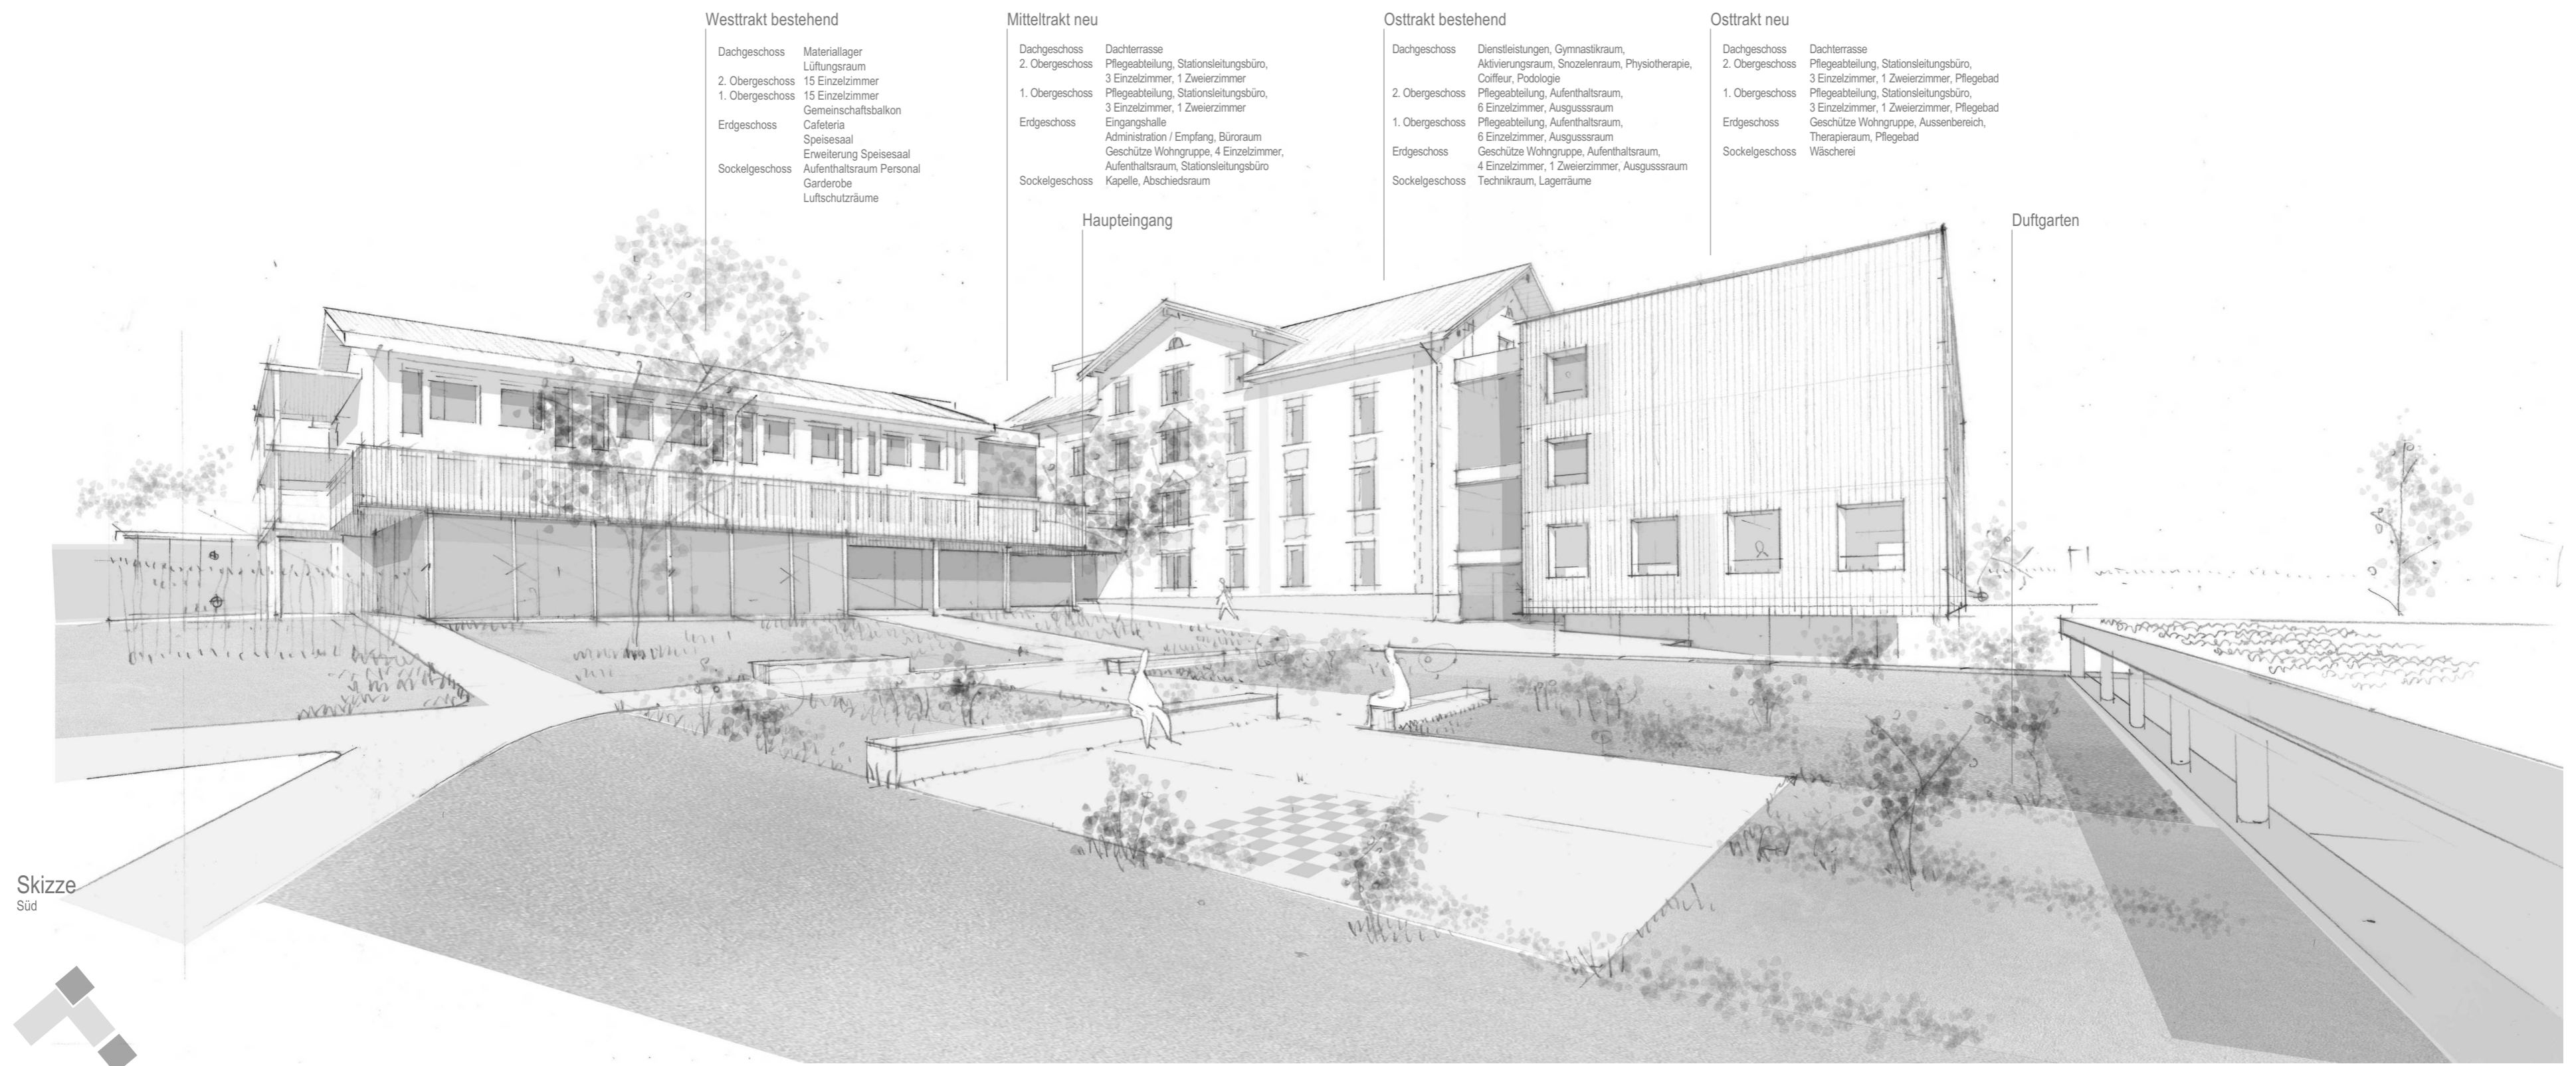 Westtrakt bestehend
Dachgeschoss Materiallager
Lüftungsraum
2. Obergeschoss 15 Einzelzimmer
1. Obergeschoss 15 Einzelzimmer
Gemeinschaftsbalkon
Erdgeschoss Cafeteria
Speisesaal
Erweiterung Speisesaal
Sockelgeschoss Aufenthaltsraum Personal
Garderobe
Luftschutzräume
Mitteltrakt neu
Dachgeschoss Dachterrasse
2. Obergeschoss Pflegeabteilung, Stationsleitungsbüro,
3 Einzelzimmer, 1 Zweierzimmer
1. Obergeschoss Pflegeabteilung, Stationsleitungsbüro,
3 Einzelzimmer, 1 Zweierzimmer
Erdgeschoss Eingangshalle
Administration / Empfang, Büroraum
Geschütze Wohngruppe, 4 Einzelzimmer,
Aufenthaltsraum, Stationsleitungsbüro
Sockelgeschoss Kapelle, Abschiedsraum
Haupteingang
Osttrakt bestehend
Dachgeschoss Dienstleistungen, Gymnastikraum,
Aktivierungsraum, Snozelenraum, Physiotherapie,
Coiffeur, Podologie
2. Obergeschoss Pflegeabteilung, Aufenthaltsraum,
6 Einzelzimmer, Ausgusssraum
1. Obergeschoss Pflegeabteilung, Aufenthaltsraum,
6 Einzelzimmer, Ausgusssraum
Erdgeschoss Geschütze Wohngruppe, Aufenthaltsraum,
4 Einzelzimmer, 1 Zweierzimmer, Ausgusssraum
Sockelgeschoss Technikraum, Lagerräume
Osttrakt neu
Dachgeschoss Dachterrasse
2. Obergeschoss Pflegeabteilung, Stationsleitungsbüro,
3 Einzelzimmer, 1 Zweierzimmer, Pflegebad
1. Obergeschoss Pflegeabteilung, Stationsleitungsbüro,
3 Einzelzimmer, 1 Zweierzimmer, Pflegebad
Erdgeschoss Geschütze Wohngruppe, Aussenbereich,
Therapieraum, Pflegebad
Sockelgeschoss Wäscherei
Duftgarten
Skizze
Süd